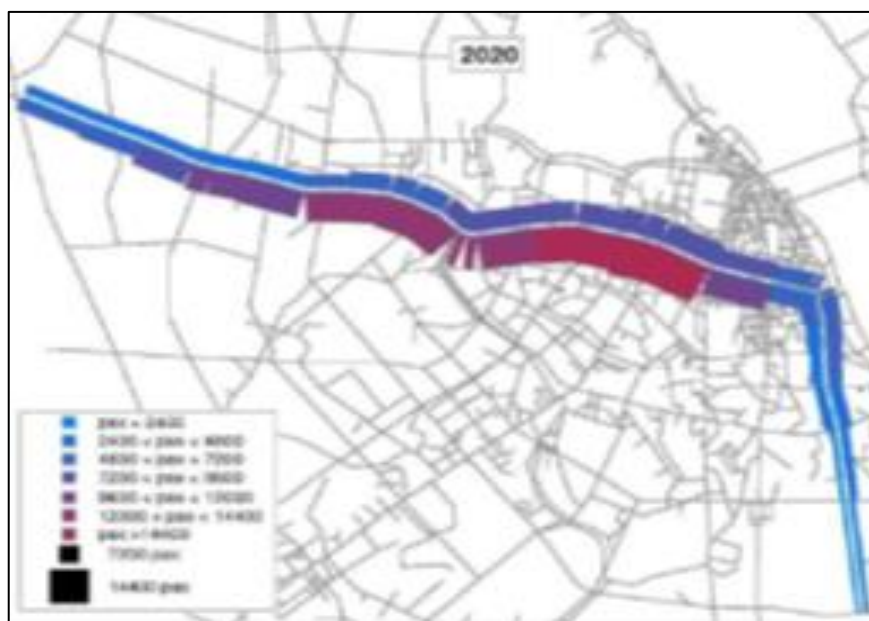 2020
pax < 2400
2400 < pax < 4800
4800 < pax < 7200
7200 < pax < 9600
9600 < pax < 12000
12000 < pax < 14400
pax >14400
7200 pax
14400 pax